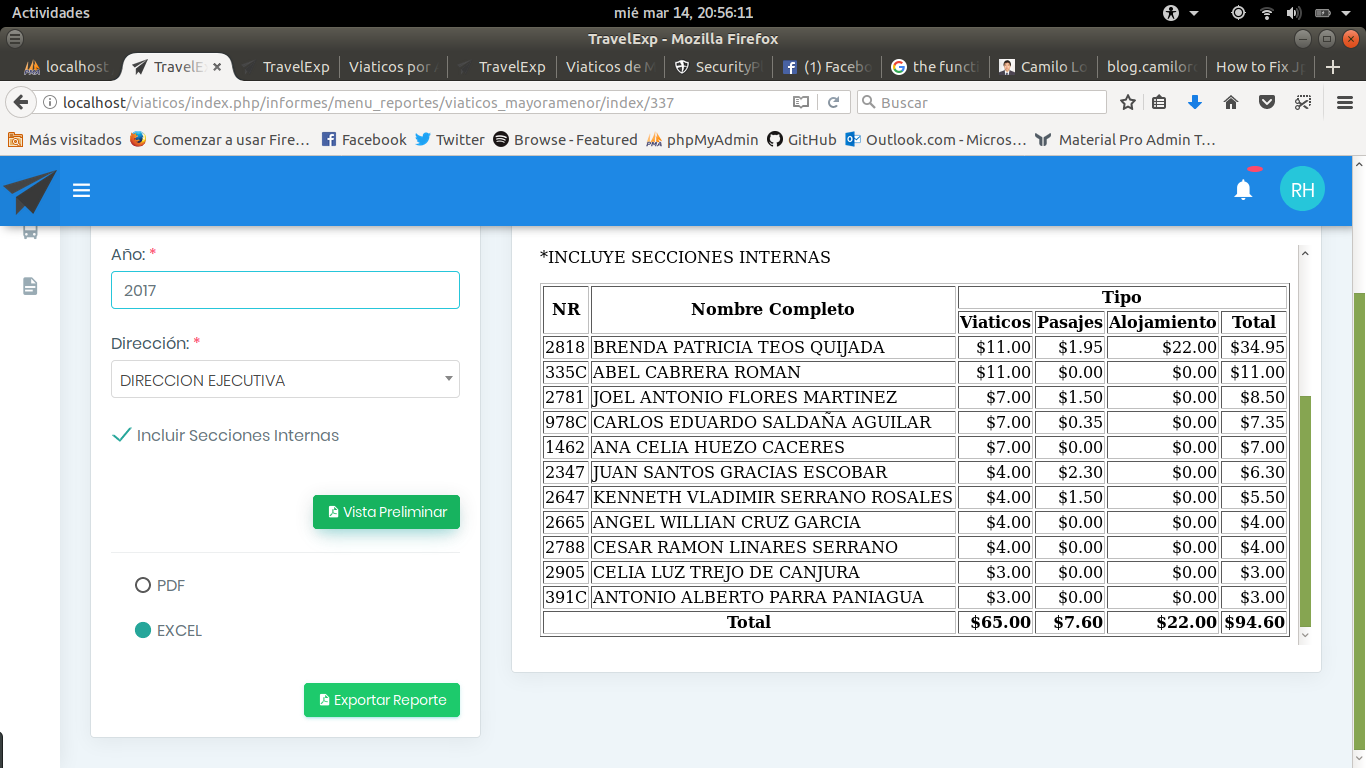 Actividades
mié mar 14, 20:56:11
TravelExp - Mozilla Firefox
localhost
TravelE
TravelExp
Viaticos por
TravelExp
Viaticos de M
SecurityP
(1) Facebo
the functi
Camilo Lo
blog.camiloro
How to Fix J
localhost/viaticos/index.php/informes/menu_reportes/viaticos_mayoramenor/index/337
Buscar
Más visitados
Comenzar a usar Fire...
Facebook
Twitter
Browse - Featured
phpMyAdmin
GitHub
Outlook.com - Micros...
Material Pro Admin T...
RH
Año: *
2017
Dirección: *
DIRECCION EJECUTIVA
Incluir Secciones Internas
Vista Preliminar
PDF
EXCEL
Exportar Reporte
*INCLUYE SECCIONES INTERNAS
NR Nombre Completo Tipo
Viaticos Pasajes Alojamiento Total
2818 BRENDA PATRICIA TEOS QUIJADA $11.00 $1.95 $22.00 $34.95
335C ABEL CABRERA ROMAN $11.00 $0.00 $0.00 $11.00
2781 JOEL ANTONIO FLORES MARTINEZ $7.00 $1.50 $0.00 $8.50
978C CARLOS EDUARDO SALDAÑA AGUILAR $7.00 $0.35 $0.00 $7.35
1462 ANA CELIA HUEZO CACERES $7.00 $0.00 $0.00 $7.00
2347 JUAN SANTOS GRACIAS ESCOBAR $4.00 $2.30 $0.00 $6.30
2647 KENNETH VLADIMIR SERRANO ROSALES $4.00 $1.50 $0.00 $5.50
2665 ANGEL WILLIAN CRUZ GARCIA $4.00 $0.00 $0.00 $4.00
2788 CESAR RAMON LINARES SERRANO $4.00 $0.00 $0.00 $4.00
2905 CELIA LUZ TREJO DE CANJURA $3.00 $0.00 $0.00 $3.00
391C ANTONIO ALBERTO PARRA PANIAGUA $3.00 $0.00 $0.00 $3.00
Total $65.00 $7.60 $22.00 $94.60